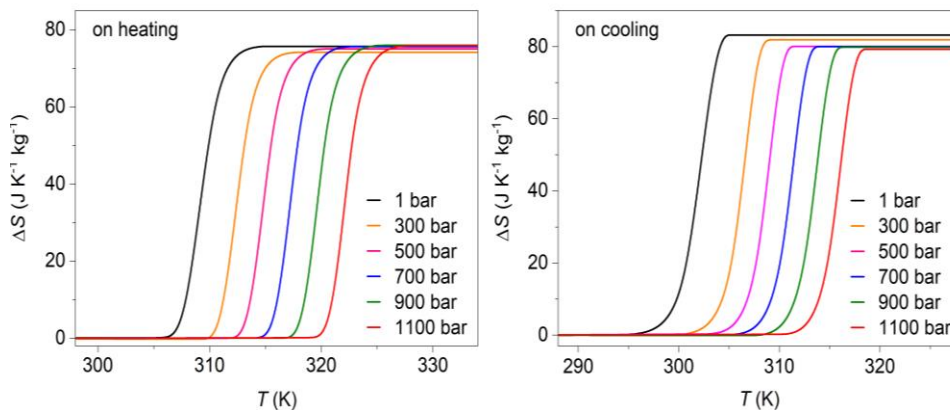 on heating
80
60
40
20
0
ΔS (J K⁻¹ kg⁻¹)
1 bar
300 bar
500 bar
700 bar
900 bar
1100 bar
300
310
320
330
T (K)
on cooling
80
60
40
20
0
ΔS (J K⁻¹ kg⁻¹)
1 bar
300 bar
500 bar
700 bar
900 bar
1100 bar
290
300
310
320
T (K)